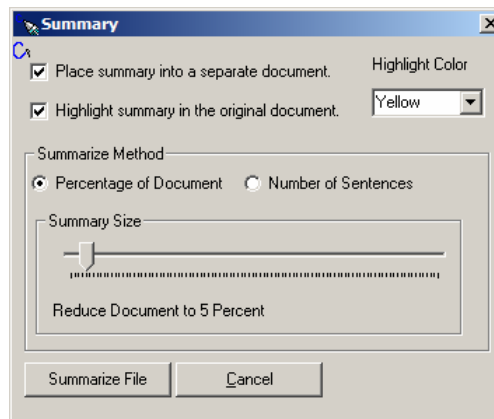 Summary
Place summary into a separate document.
Highlight Color
Highlight summary in the original document.
Yellow
Summarize Method
Percentage of Document
Number of Sentences
Summary Size
Reduce Document to 5 Percent
Summarize File
Cancel